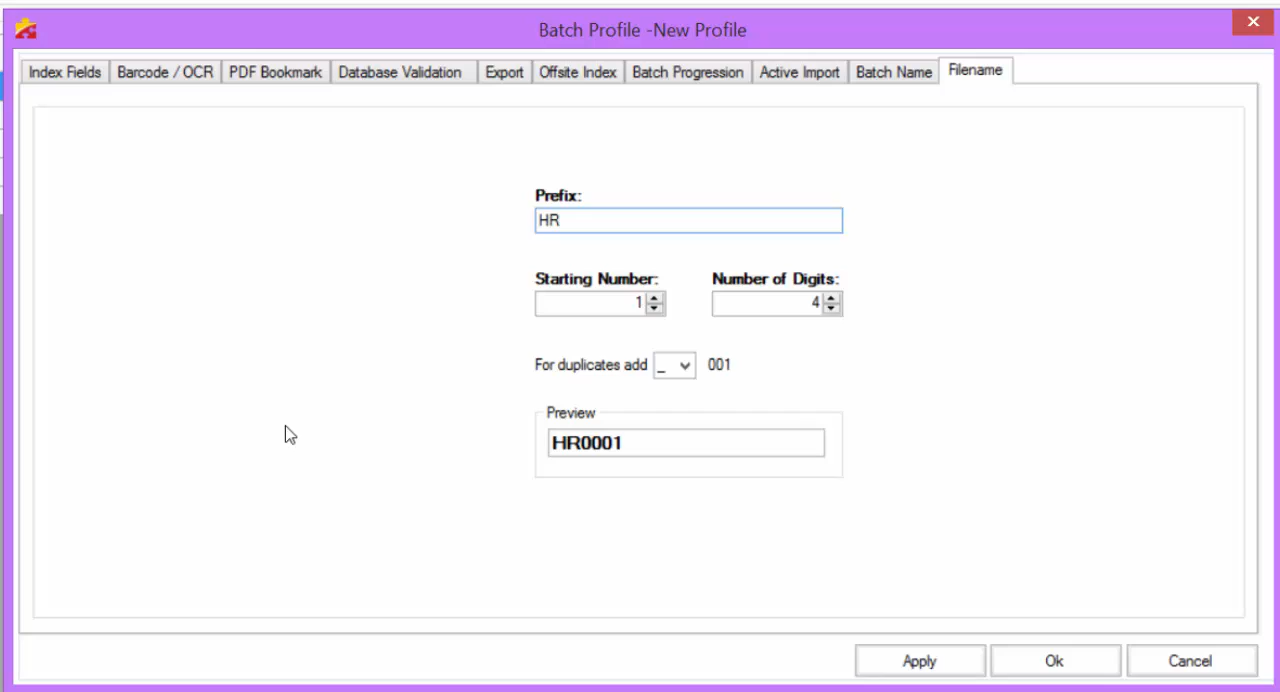 Batch Profile -New Profile
Index Fields Barcode / OCR PDF Bookmark Database Validation Export Offsite Index Batch Progression Active Import Batch Name Filename
Prefix:
HR
Starting Number: Number of Digits:
1 4
For duplicates add _ 001
Preview
HR0001
Apply Ok Cancel